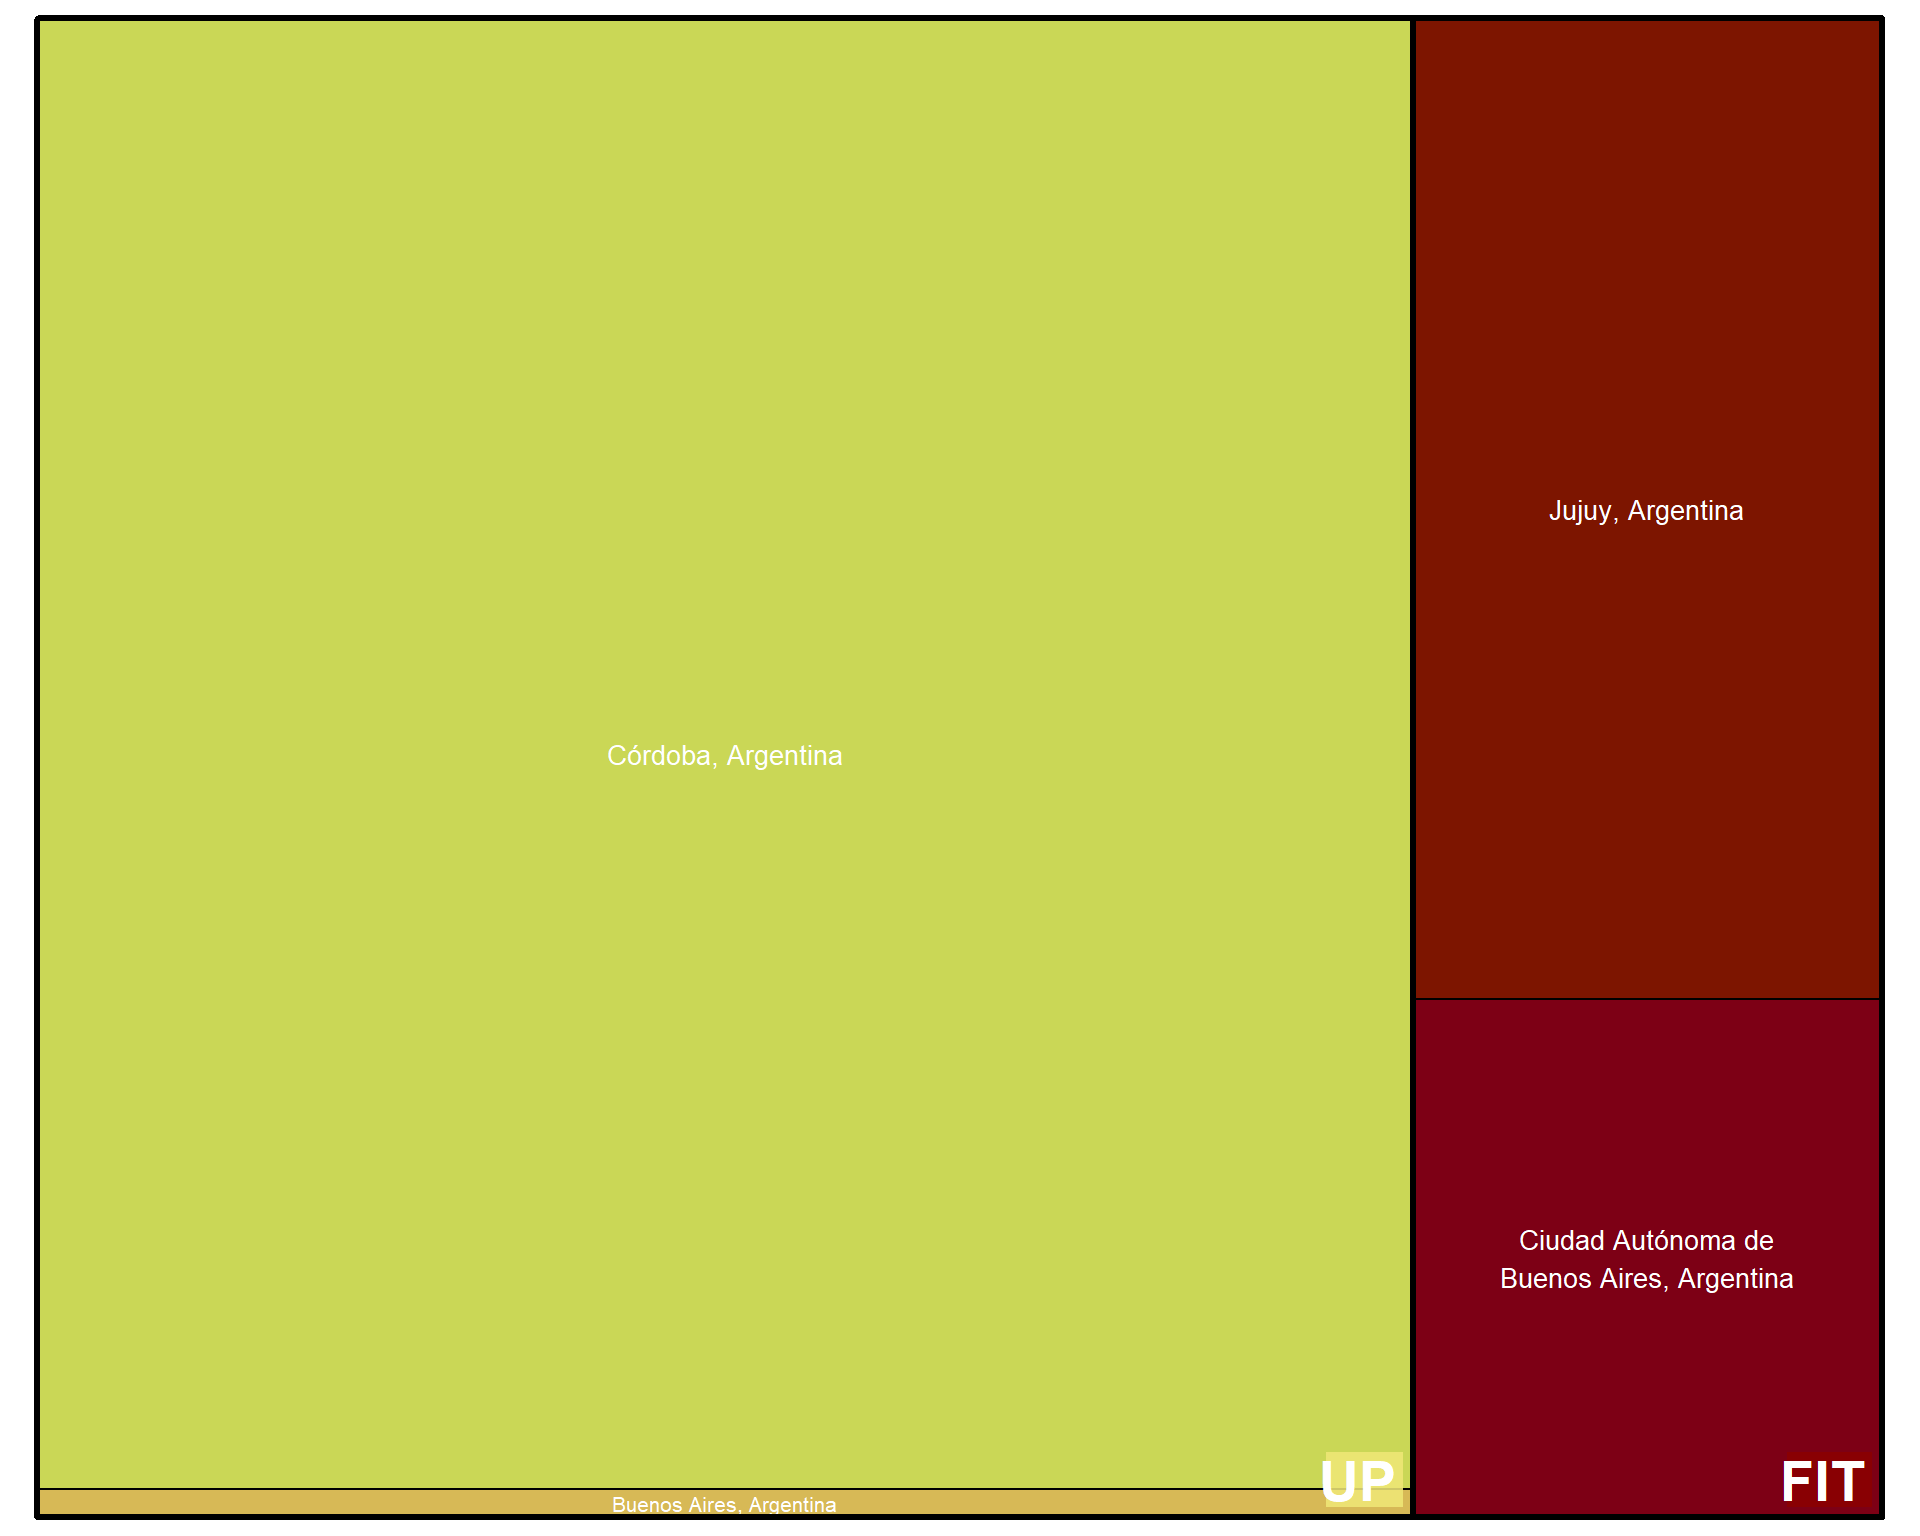 Jujuy, Argentina
Córdoba, Argentina
Ciudad Autónoma de
Buenos Aires, Argentina
UP
FIT
Buenos Aires, Argentina